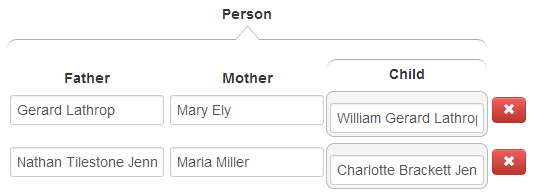 Person
Father Mother Child
Gerard Lathrop Mary Ely William Gerard Lathrop
Nathan Tilestone Jenn Maria Miller Charlotte Brackett Jen